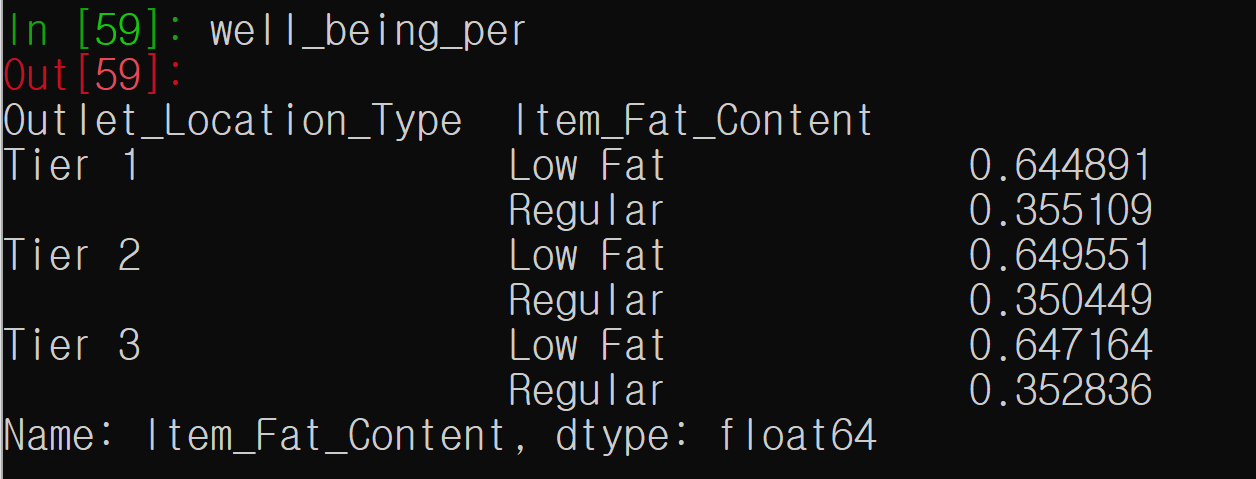 In [59]: well_being_per
Out[59]:
Outlet_Location_Type  Item_Fat_Content
Tier 1                Low Fat             0.644891
                      Regular             0.355109
Tier 2                Low Fat             0.649551
                      Regular             0.350449
Tier 3                Low Fat             0.647164
                      Regular             0.352836
Name: Item_Fat_Content, dtype: float64